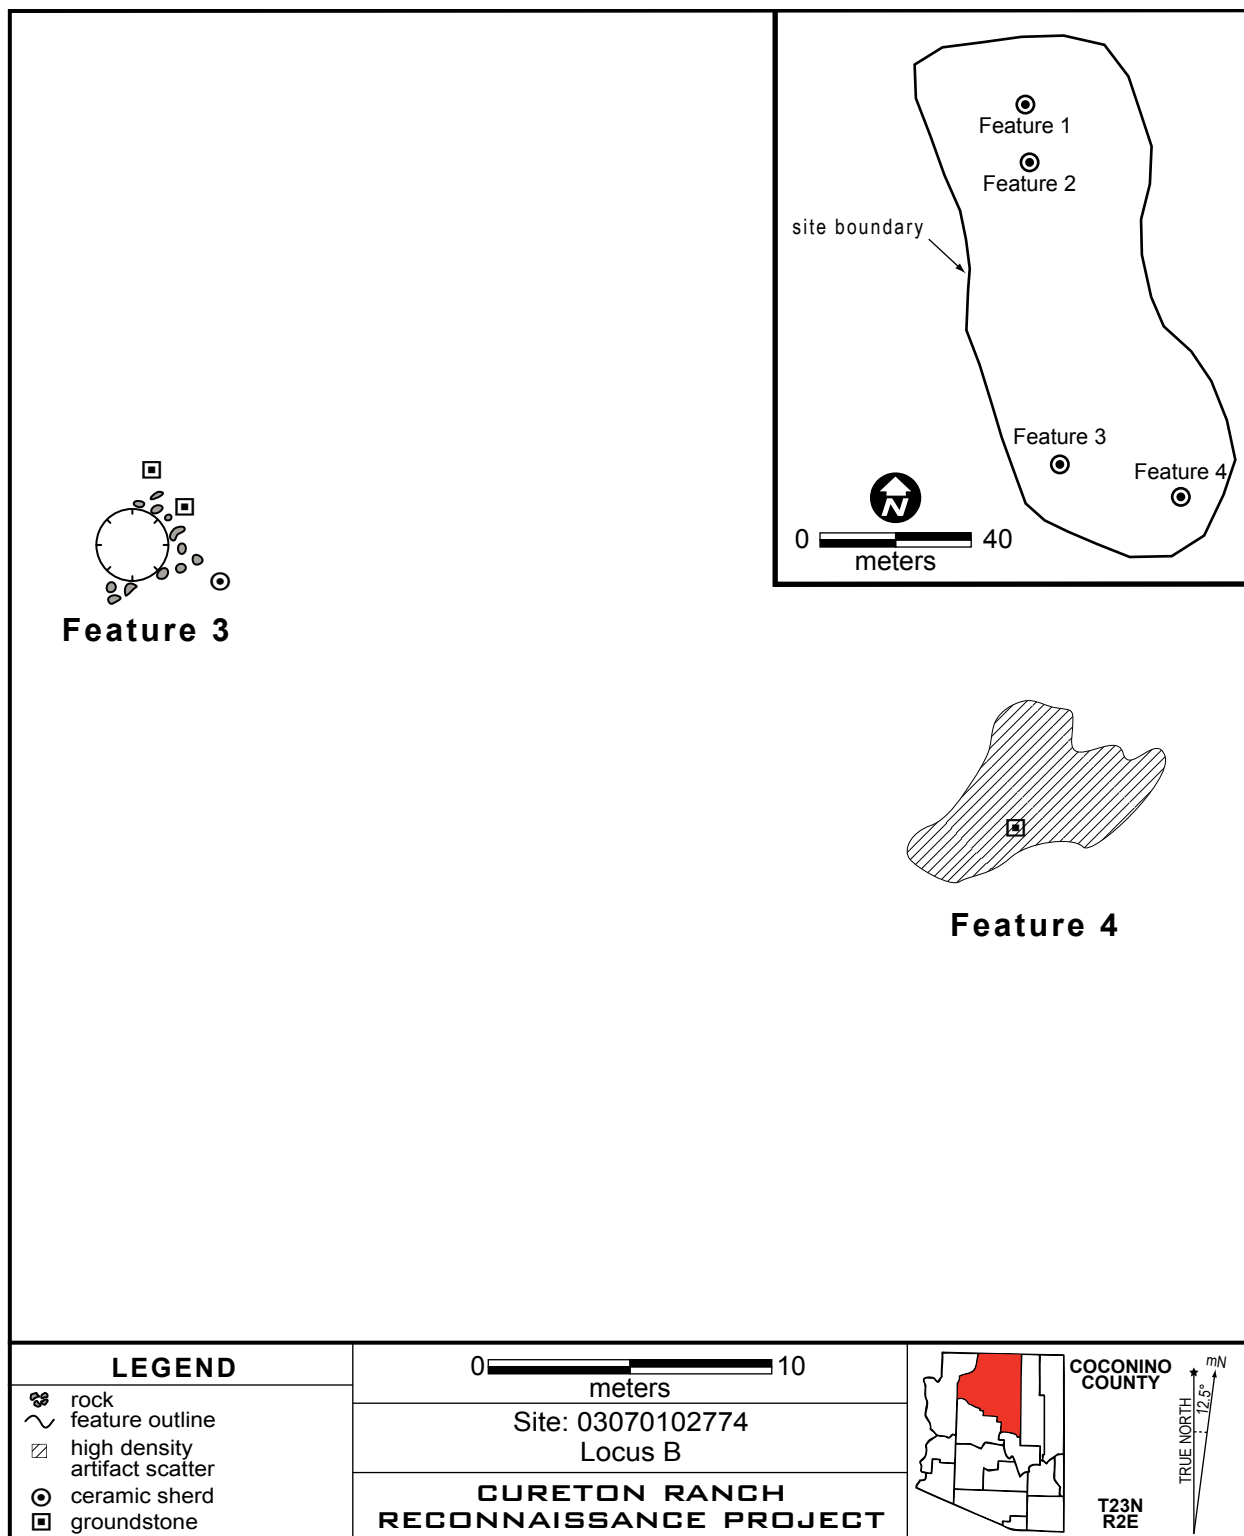 Feature 1
Feature 2
site boundary
Feature 3
Feature 4
N
0 40
meters
Feature 3
Feature 4
LEGEND
rock
feature outline
high density
artifact scatter
ceramic sherd
groundstone
0 10
meters
Site: 03070102774
Locus B
CURETON RANCH
RECONNAISSANCE PROJECT
COCONINO
COUNTY
T23N
R2E
mN
12.5°
TRUE NORTH